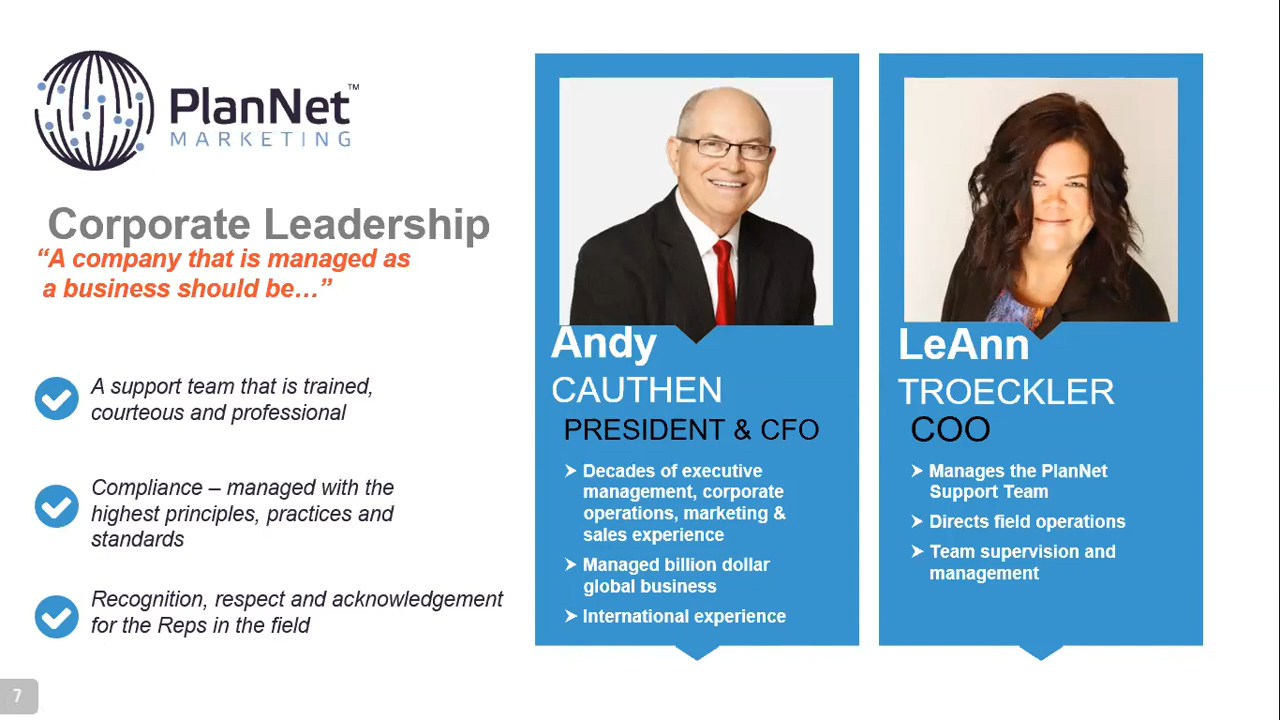 PlanNet™
MARKETING
Corporate Leadership
“A company that is managed as
a business should be…”
A support team that is trained,
courteous and professional
Compliance – managed with the
highest principles, practices and
standards
Recognition, respect and acknowledgement
for the Reps in the field
7
Andy
CAUTHEN
PRESIDENT & CFO
Decades of executive
management, corporate
operations, marketing &
sales experience
Managed billion dollar
global business
International experience
LeAnn
TROECKLER
COO
Manages the PlanNet
Support Team
Directs field operations
Team supervision and
management